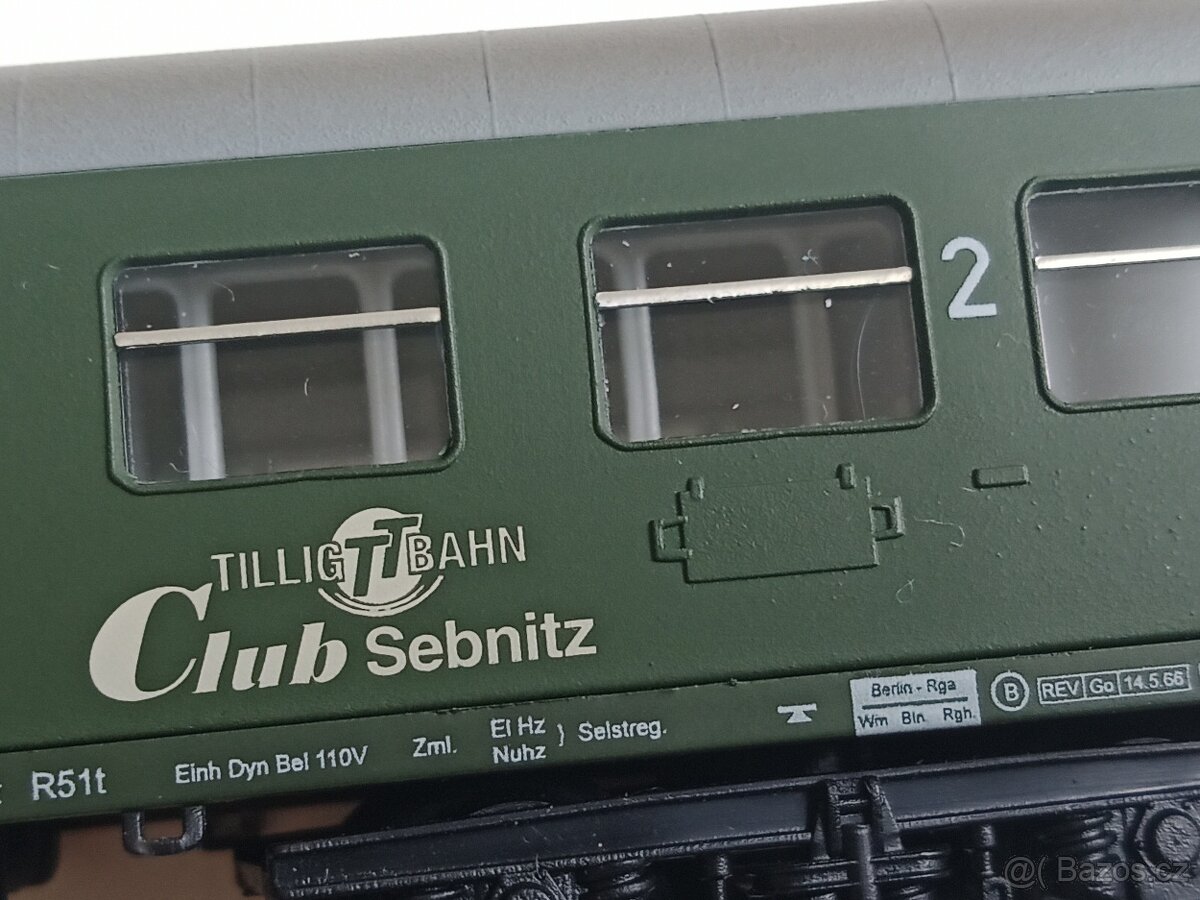 2
TILLIG TT BAHN
Club Sebnitz
R51t
Einh Dyn Bel 110V
Zml.
El Hz
Nuhz
} Selstreg.
Berlin - Rga
Wm Bln Rgh.
B
REV Go 14.5.66
@( Bazos.cz